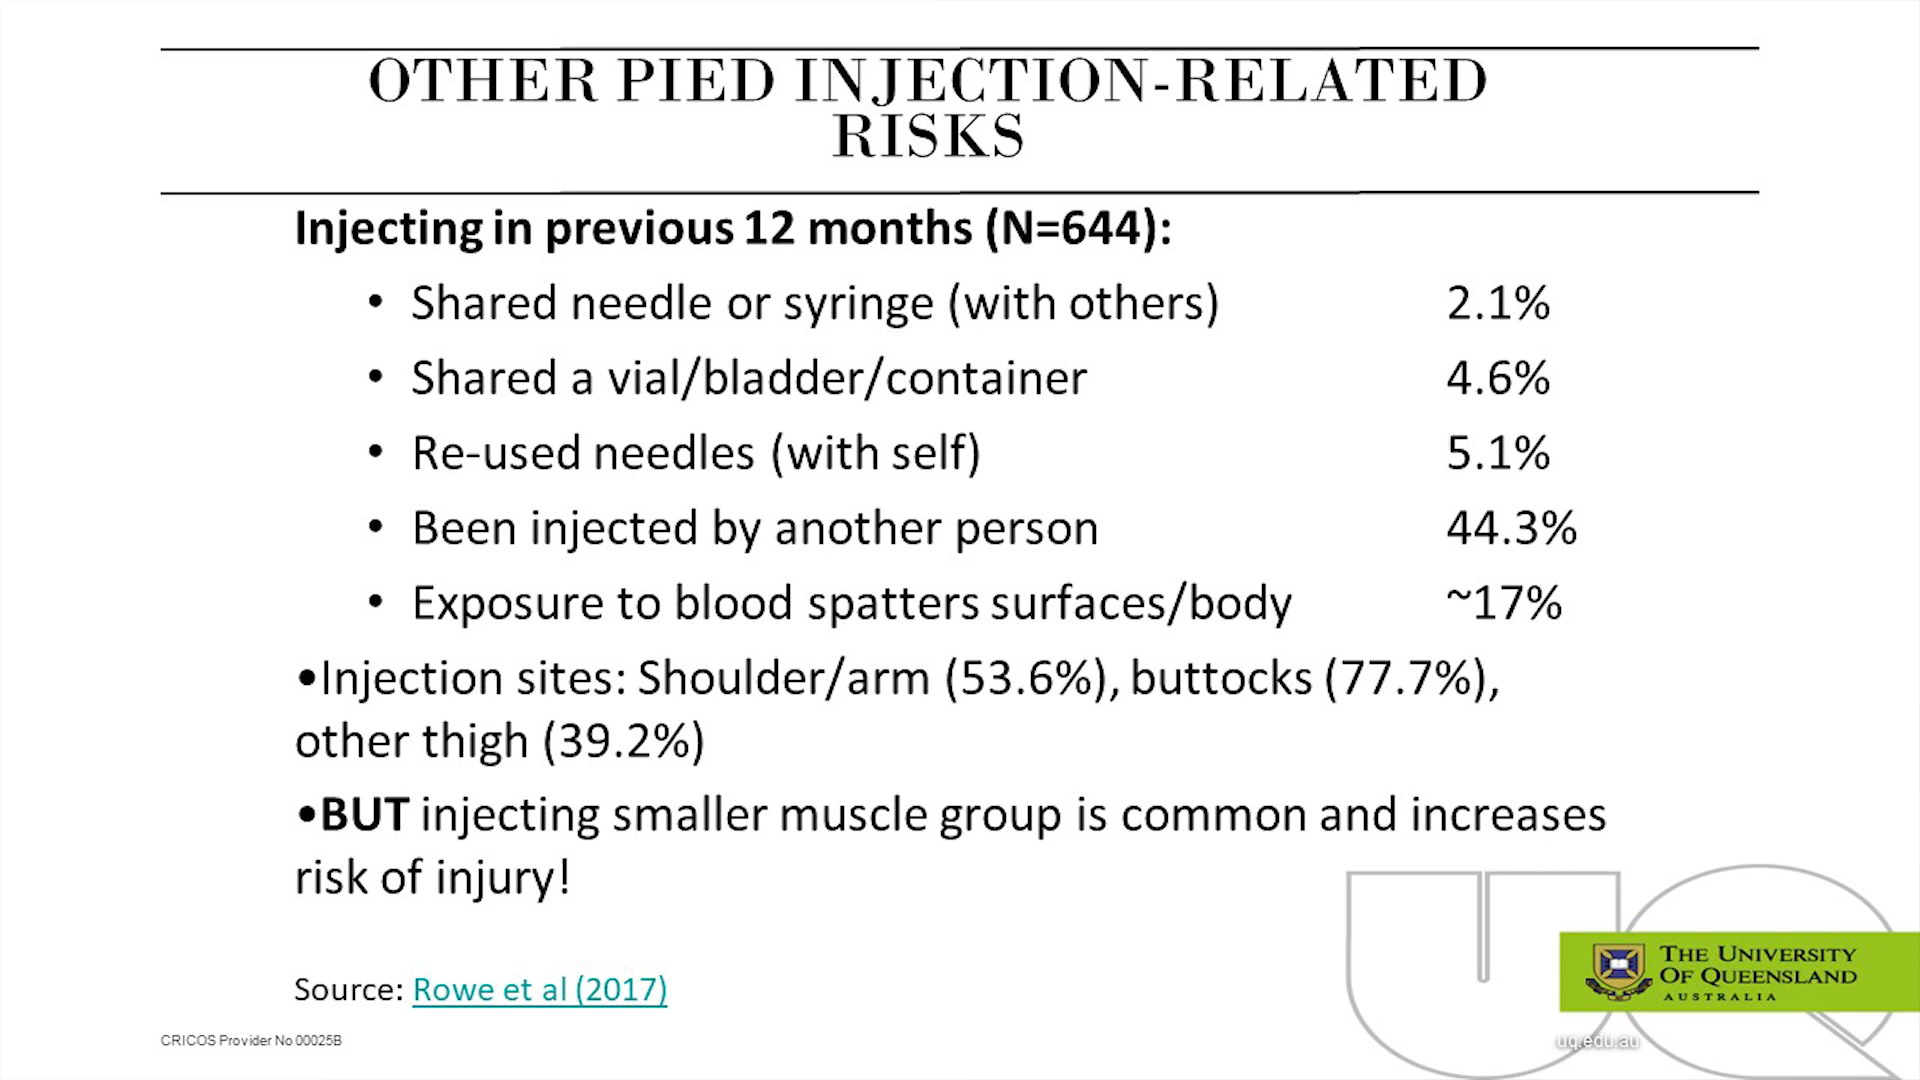 OTHER PIED INJECTION-RELATED
RISKS
Injecting in previous 12 months (N=644):
• Shared needle or syringe (with others) 2.1%
• Shared a vial/bladder/container 4.6%
• Re-used needles (with self) 5.1%
• Been injected by another person 44.3%
• Exposure to blood spatters surfaces/body ~17%
•Injection sites: Shoulder/arm (53.6%), buttocks (77.7%),
other thigh (39.2%)
•BUT injecting smaller muscle group is common and increases
risk of injury!
Source: Rowe et al (2017)
UQ
THE UNIVERSITY
OF QUEENSLAND
AUSTRALIA
CRICOS Provider No 00025B
uq.edu.au